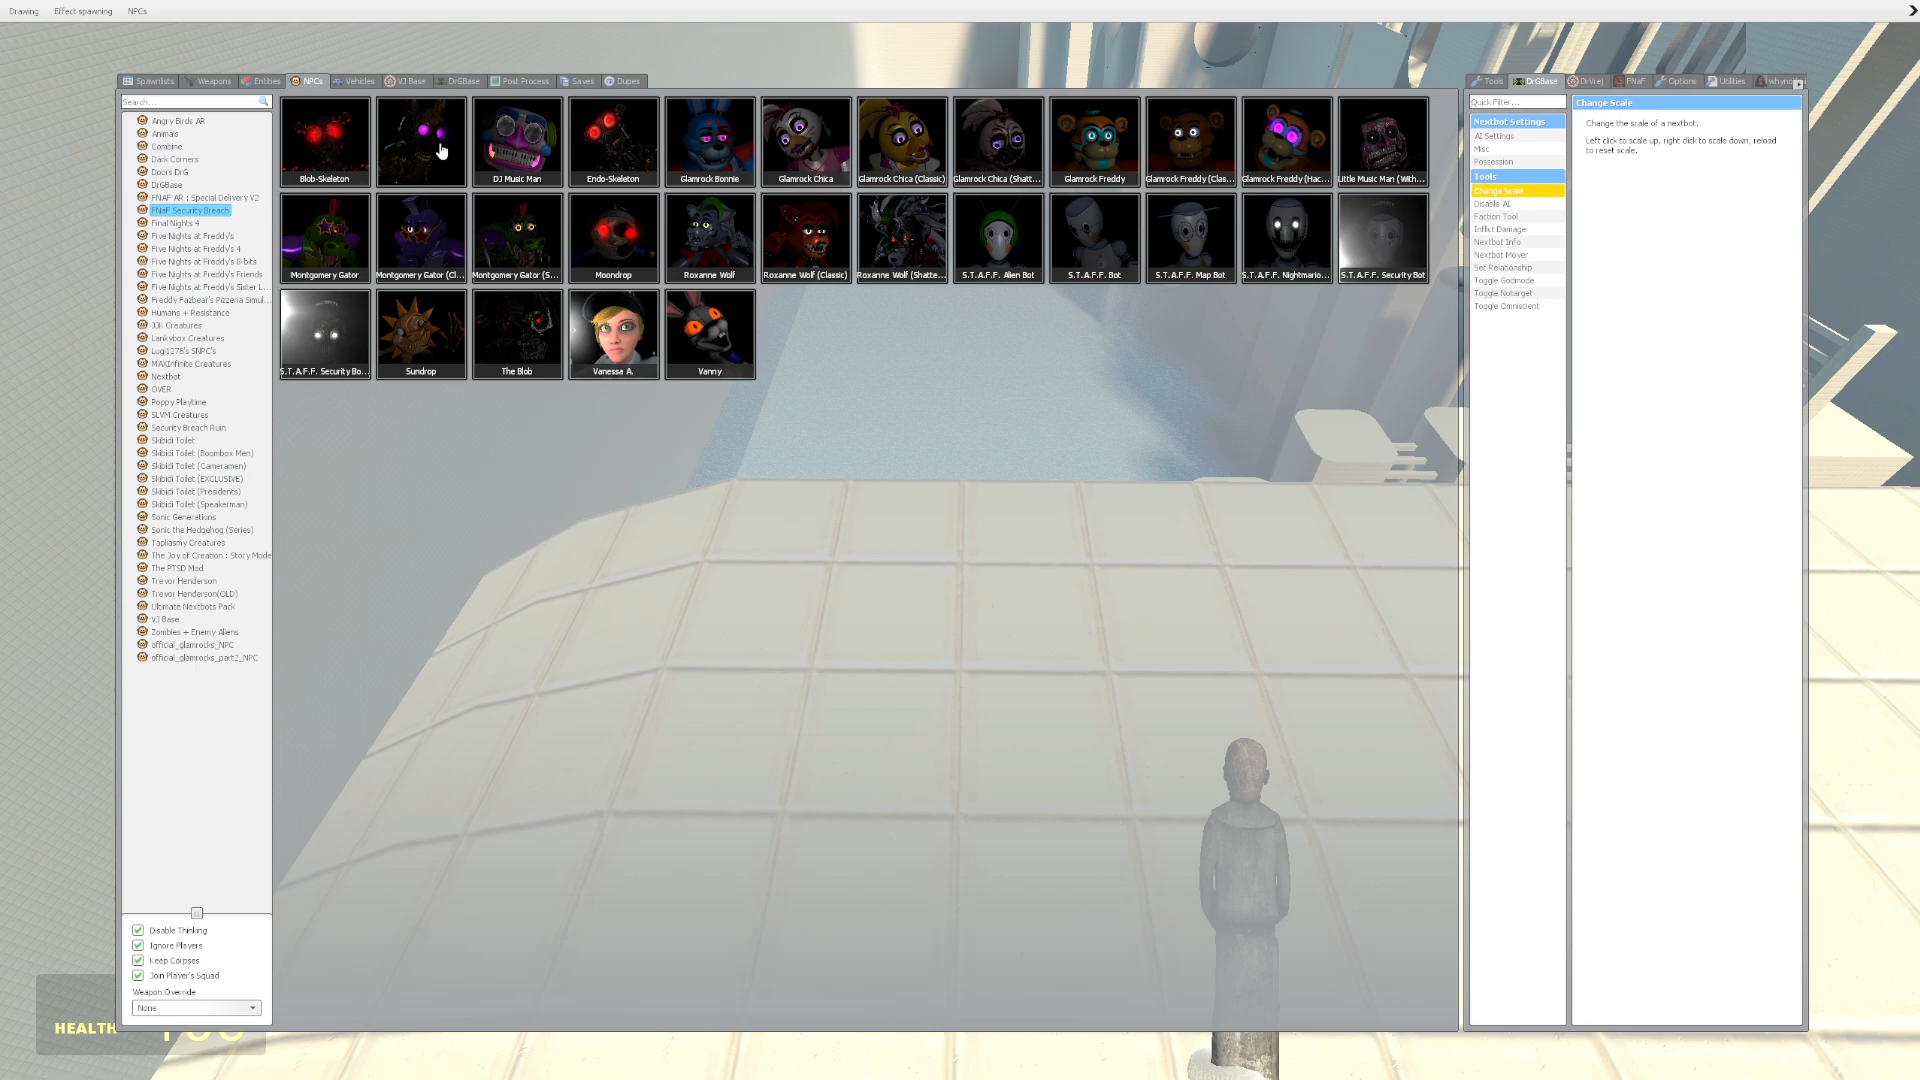 Drawing Effect spawning NPCs
Spawnlists Weapons Entities NPCs Vehicles VJ Base DrGBase Post Process Saves Dupes
Search...
Angry Birds AR
Animals
Combine
Dark Corners
Doors DrG
DrGBase
FNAF AR : Special Delivery V2
FNaF Security Breach
Final Nights 4
Five Nights at Freddy's
Five Nights at Freddy's 4
Five Nights at Freddy's 8-bits
Five Nights at Freddy's Friends
Five Nights at Freddy's Sister L...
Freddy Fazbear's Pizzeria Simul...
Humans + Resistance
JJK Creatures
Lankybox Creatures
Lugi1276's SNPC's
MAXInfinite Creatures
Nextbot
OVER
Poppy Playtime
SLVM Creatures
Security Breach Ruin
Skibidi Toilet
Skibidi Toilet (Boombox Men)
Skibidi Toilet (Cameramen)
Skibidi Toilet (EXCLUSIVE)
Skibidi Toilet (Presidents)
Skibidi Toilet (Speakerman)
Sonic Generations
Sonic the Hedgehog (Series)
Tapliasmy Creatures
The Joy of Creation : Story Mode
The PTSD Mod
Trevor Henderson
Trevor Henderson(OLD)
Ultimate Nextbots Pack
VJ Base
Zombies + Enemy Aliens
official_glamrocks_NPC
official_glamrocks_part2_NPC
Disable Thinking
Ignore Players
Keep Corpses
Join Player's Squad
Weapon Override
None
HEALTH 100
Blob-Skeleton DJ Music Man Endo-Skeleton Glamrock Bonnie Glamrock Chica Glamrock Chica (Classic) Glamrock Chica (Shatt... Glamrock Freddy Glamrock Freddy (Clas... Glamrock Freddy (Hac... Little Music Man (With...
Montgomery Gator Montgomery Gator (Cl... Montgomery Gator (S... Moondrop Roxanne Wolf Roxanne Wolf (Classic) Roxanne Wolf (Shatte... S.T.A.F.F. Alien Bot S.T.A.F.F. Bot S.T.A.F.F. Map Bot S.T.A.F.F. Nightmario... S.T.A.F.F. Security Bot
S.T.A.F.F. Security Bo... Sundrop The Blob Vanessa A. Vanny
Tools DrGBase DrVrej FNaF Options Utilities
Quick Filter...
Nextbot Settings
AI Settings
Misc
Possession
Tools
Change Scale
Disable AI
Faction Tool
Inflict Damage
Nextbot Info
Nextbot Mover
Set Relationship
Toggle Godmode
Toggle Notarget
Toggle Omniscient
Change Scale
Change the scale of a nextbot.
Left click to scale up, right click to scale down, reload
to reset scale.